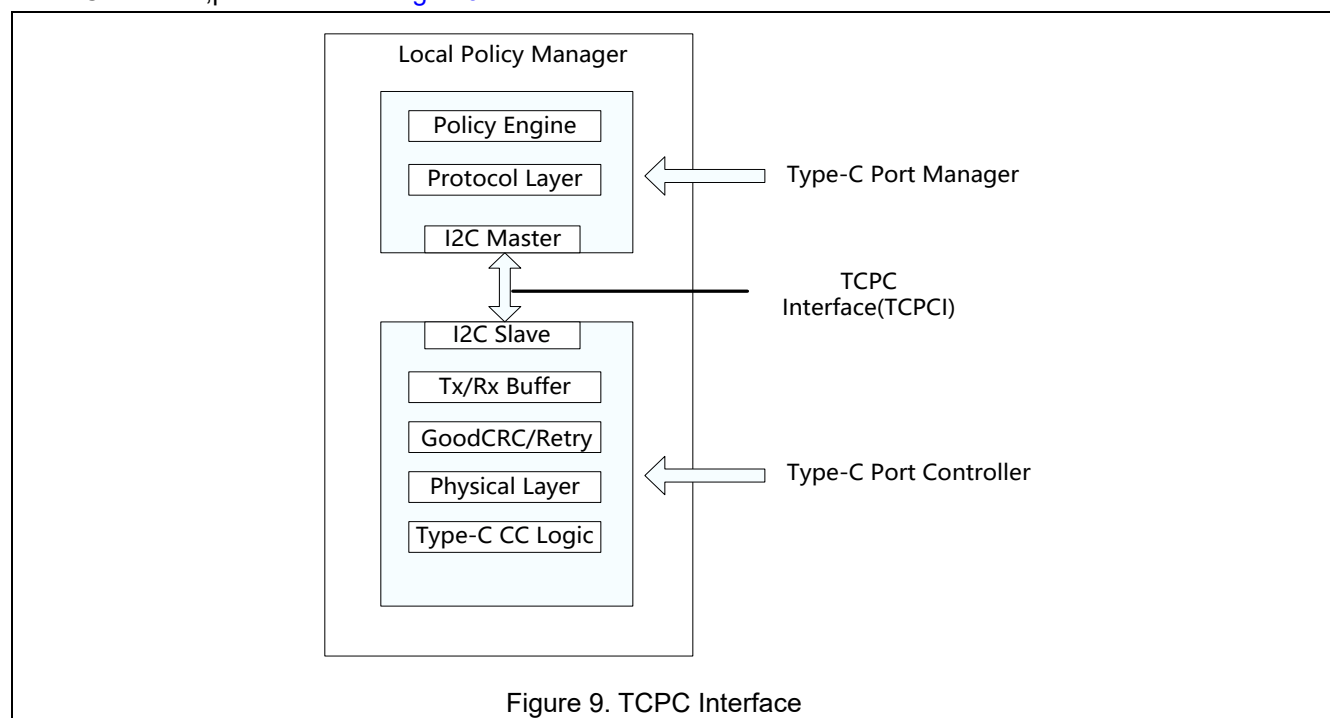 Local Policy Manager
Policy Engine
Protocol Layer
I2C Master
Type-C Port Manager
TCPC
Interface(TCPCI)
I2C Slave
Tx/Rx Buffer
GoodCRC/Retry
Physical Layer
Type-C CC Logic
Type-C Port Controller
Figure 9. TCPC Interface